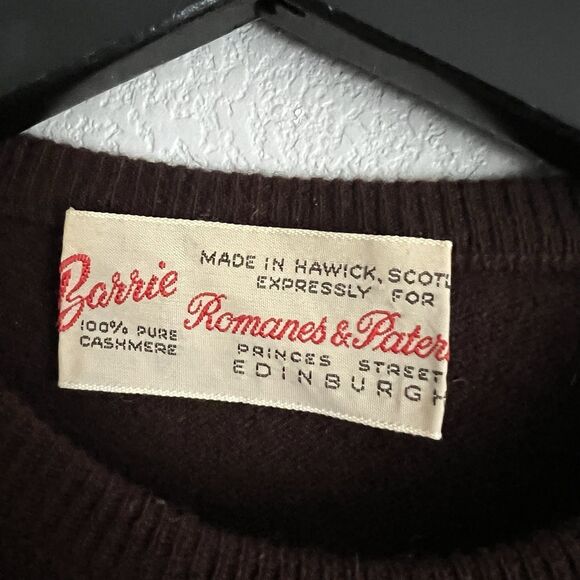 Barrie
100% PURE
CASHMERE
MADE IN HAWICK, SCOTL
EXPRESSLY FOR
Romanes & Pater
PRINCES STREET
EDINBURGH